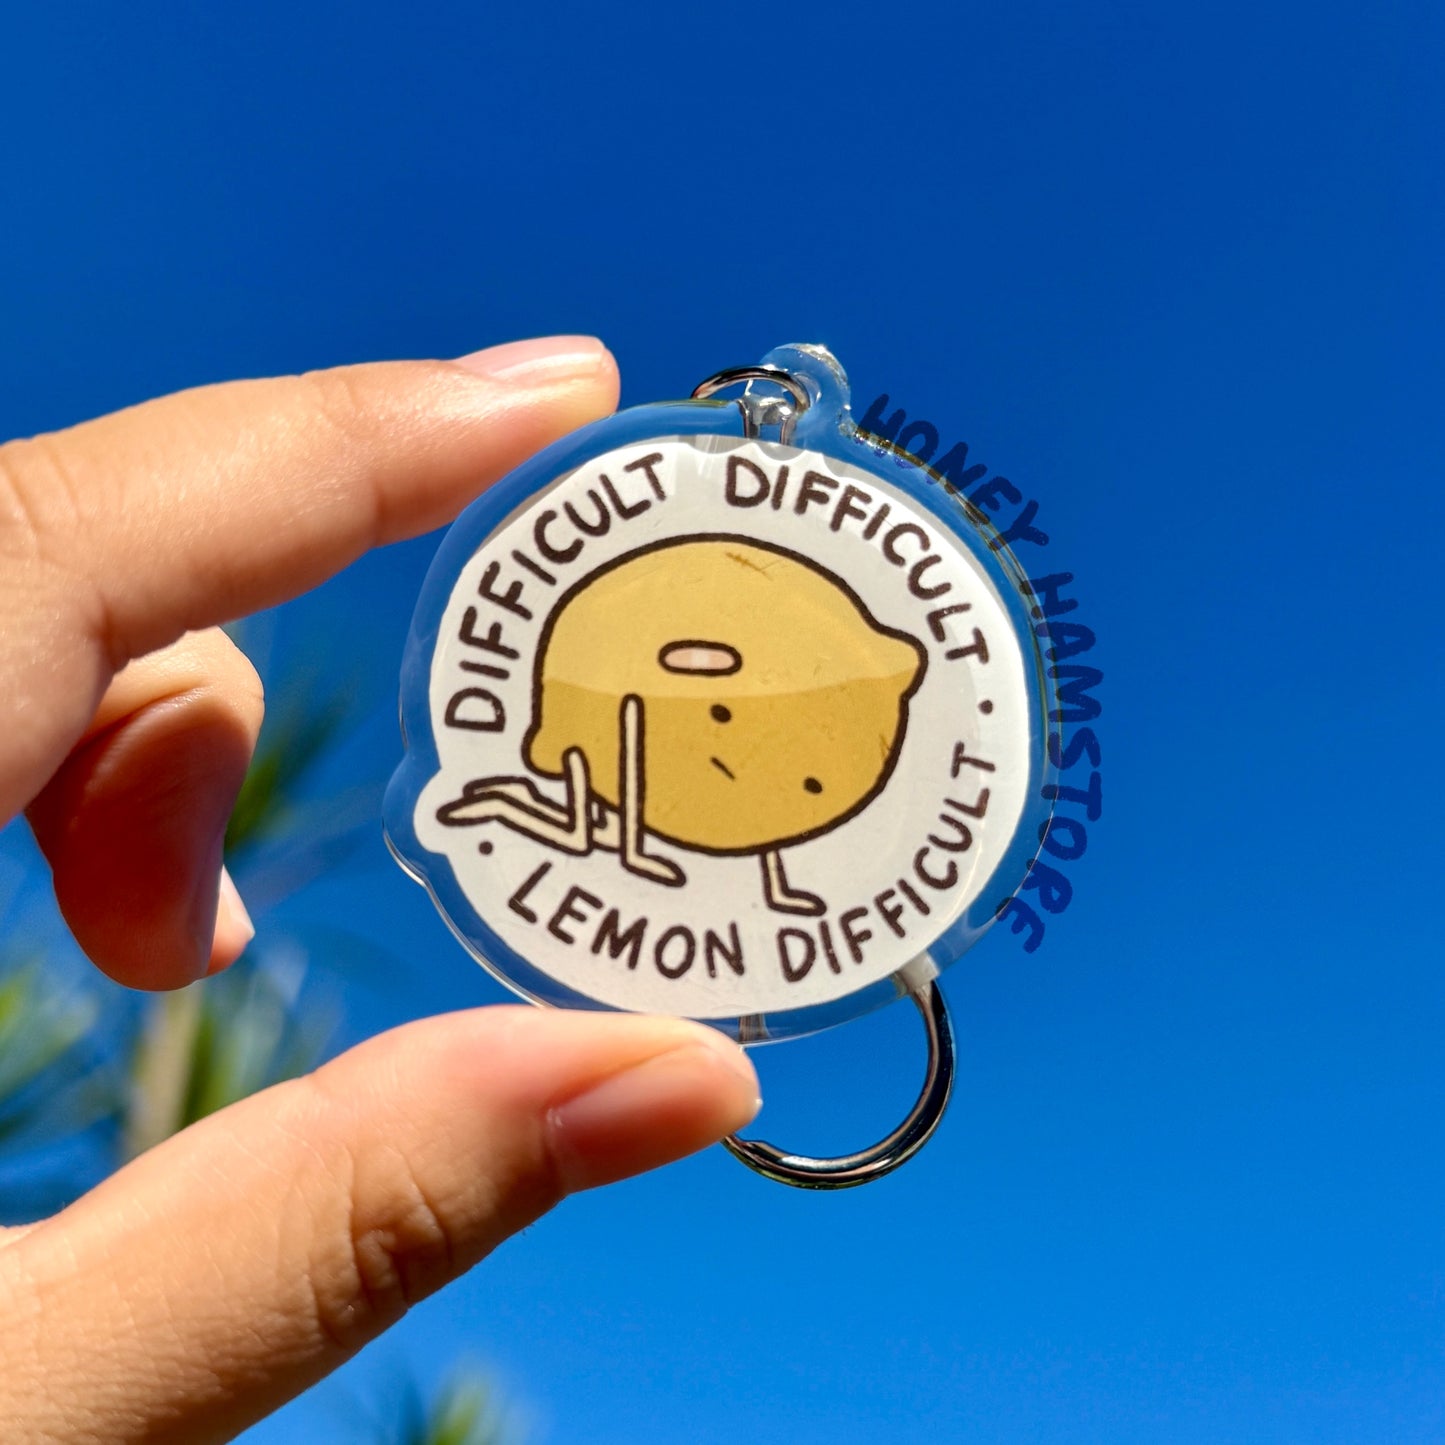 DIFFICULT DIFFICULT
· LEMON DIFFICULT ·
HONEY HAMSTORE